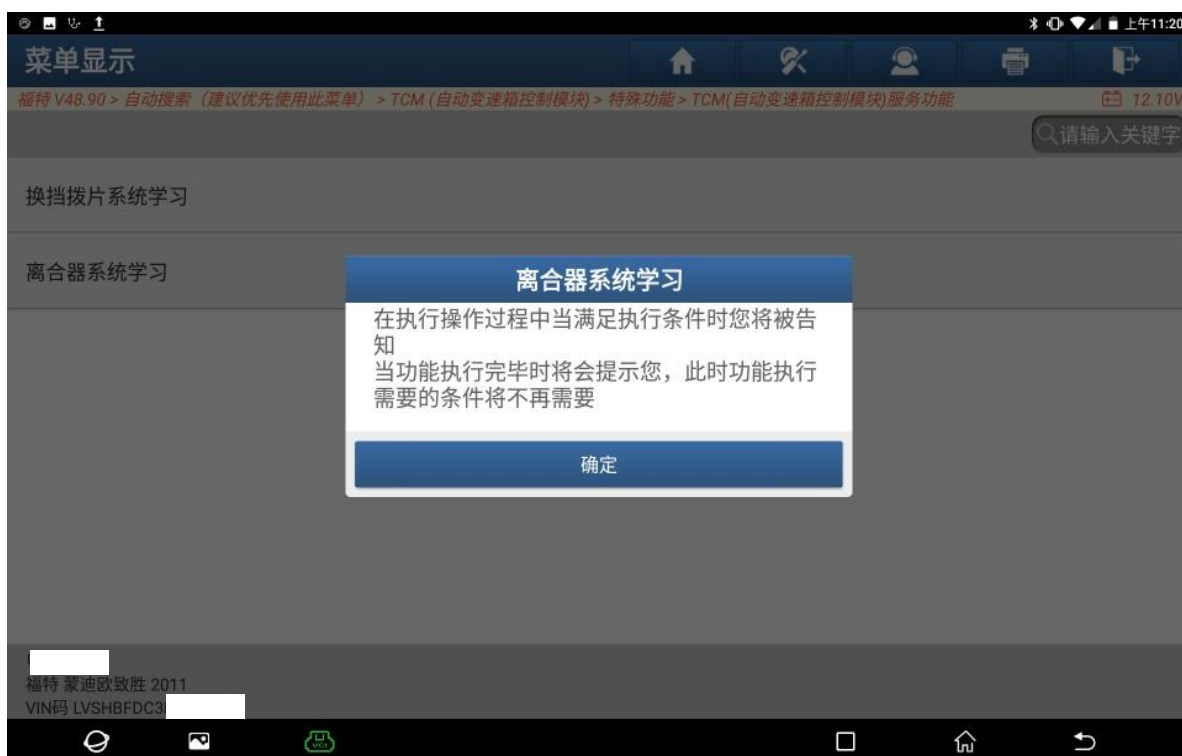 上午11:20
菜单显示
福特 V48.90 > 自动搜索（建议优先使用此菜单）> TCM (自动变速箱控制模块) > 特殊功能 > TCM(自动变速箱控制模块)服务功能
12.10V
请输入关键字
换挡拨片系统学习
离合器系统学习
离合器系统学习
在执行操作过程中当满足执行条件时您将被告
知
当功能执行完毕时将会提示您，此时功能执行
需要的条件将不再需要
确定
福特 蒙迪欧致胜 2011
VIN码 LVSHBFDC3
VCI